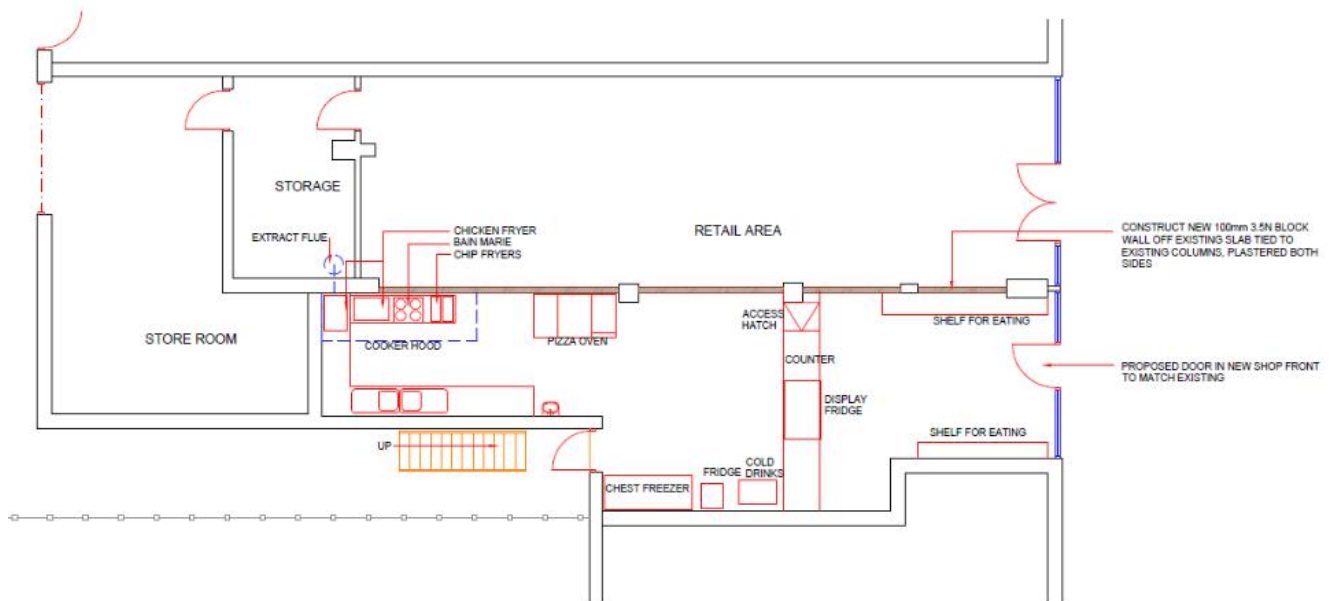 STORAGE
EXTRACT FLUE
CHICKEN FRYER
BAIN MARIE
CHIP FRYERS
RETAIL AREA
CONSTRUCT NEW 100mm 3.5N BLOCK
WALL OFF EXISTING SLAB TIED TO
EXISTING COLUMNS, PLASTERED BOTH
SIDES
STORE ROOM
COOKER HOOD
PIZZA OVEN
ACCESS
HATCH
SHELF FOR EATING
COUNTER
PROPOSED DOOR IN NEW SHOP FRONT
TO MATCH EXISTING
DISPLAY
FRIDGE
SHELF FOR EATING
UP
CHEST FREEZER
FRIDGE
COLD
DRINKS